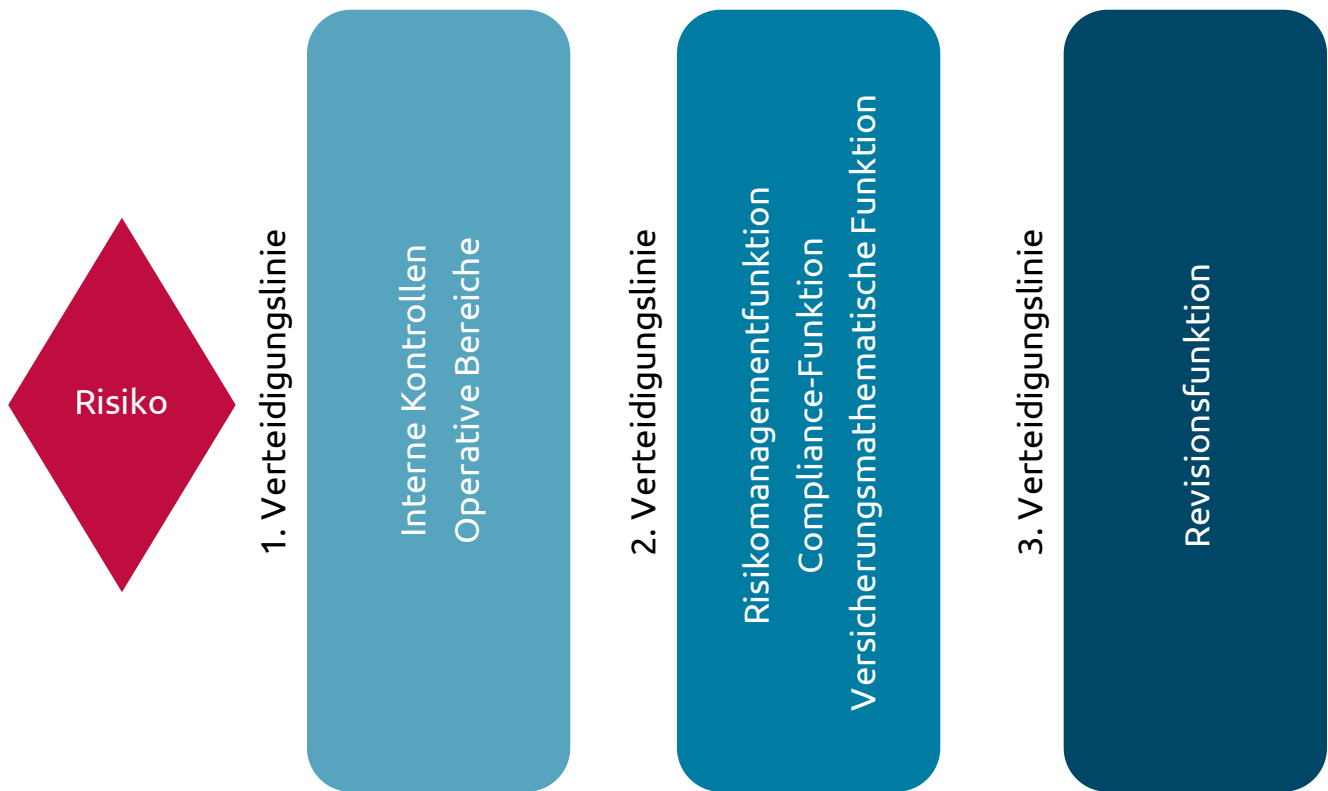 Risiko
1. Verteidigungslinie
Interne Kontrollen
Operative Bereiche
2. Verteidigungslinie
Risikomanagementfunktion
Compliance-Funktion
Versicherungsmathematische Funktion
3. Verteidigungslinie
Revisionsfunktion